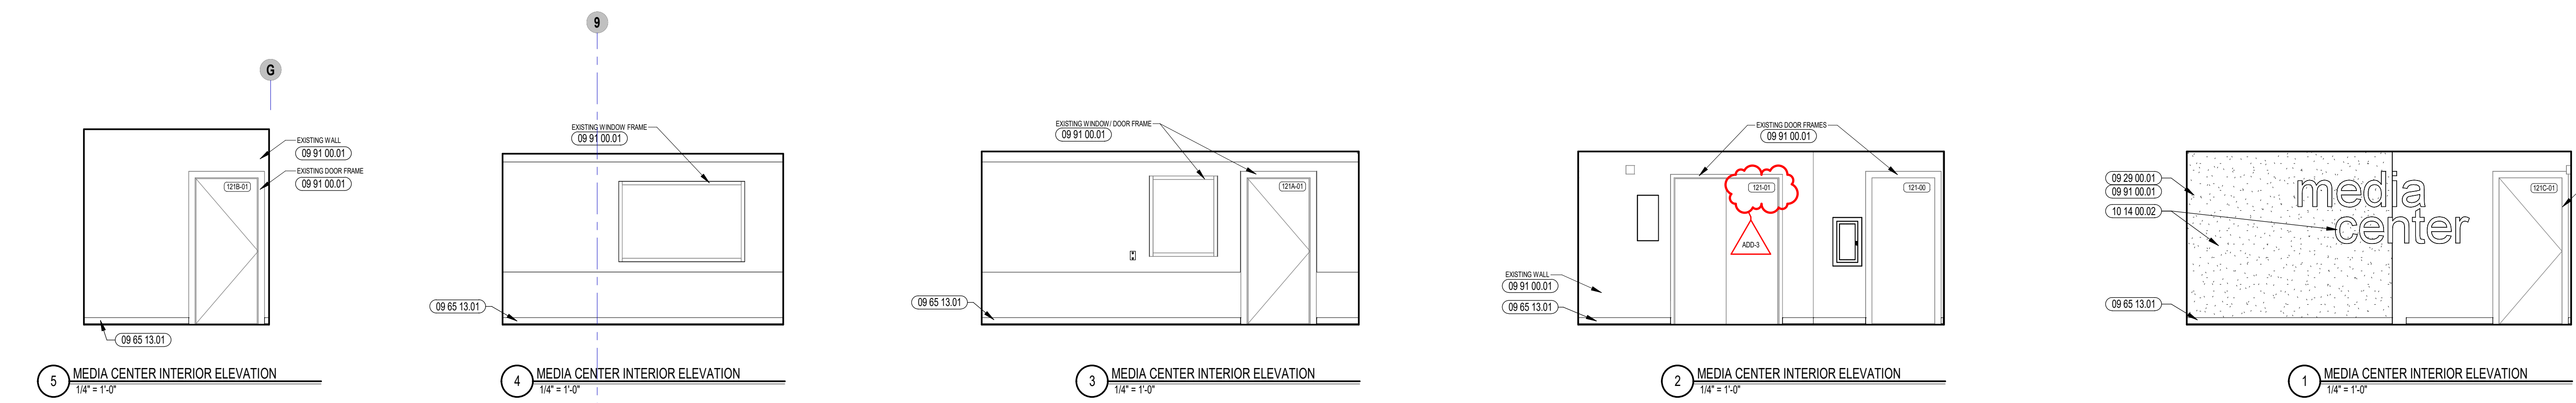 G
EXISTING WALL
09 91 00.01
EXISTING DOOR FRAME
09 91 00.01
121B-01
09 65 13.01
5
MEDIA CENTER INTERIOR ELEVATION
1/4" = 1'-0"
9
EXISTING WINDOW FRAME
09 91 00.01
09 65 13.01
4
MEDIA CENTER INTERIOR ELEVATION
1/4" = 1'-0"
EXISTING WINDOW/ DOOR FRAME
09 91 00.01
121A-01
09 65 13.01
3
MEDIA CENTER INTERIOR ELEVATION
1/4" = 1'-0"
EXISTING DOOR FRAMES
09 91 00.01
121-01
121-00
ADD-3
EXISTING WALL
09 91 00.01
09 65 13.01
2
MEDIA CENTER INTERIOR ELEVATION
1/4" = 1'-0"
09 29 00.01
09 91 00.01
10 14 00.02
media
center
121C-01
09 65 13.01
1
MEDIA CENTER INTERIOR ELEVATION
1/4" = 1'-0"